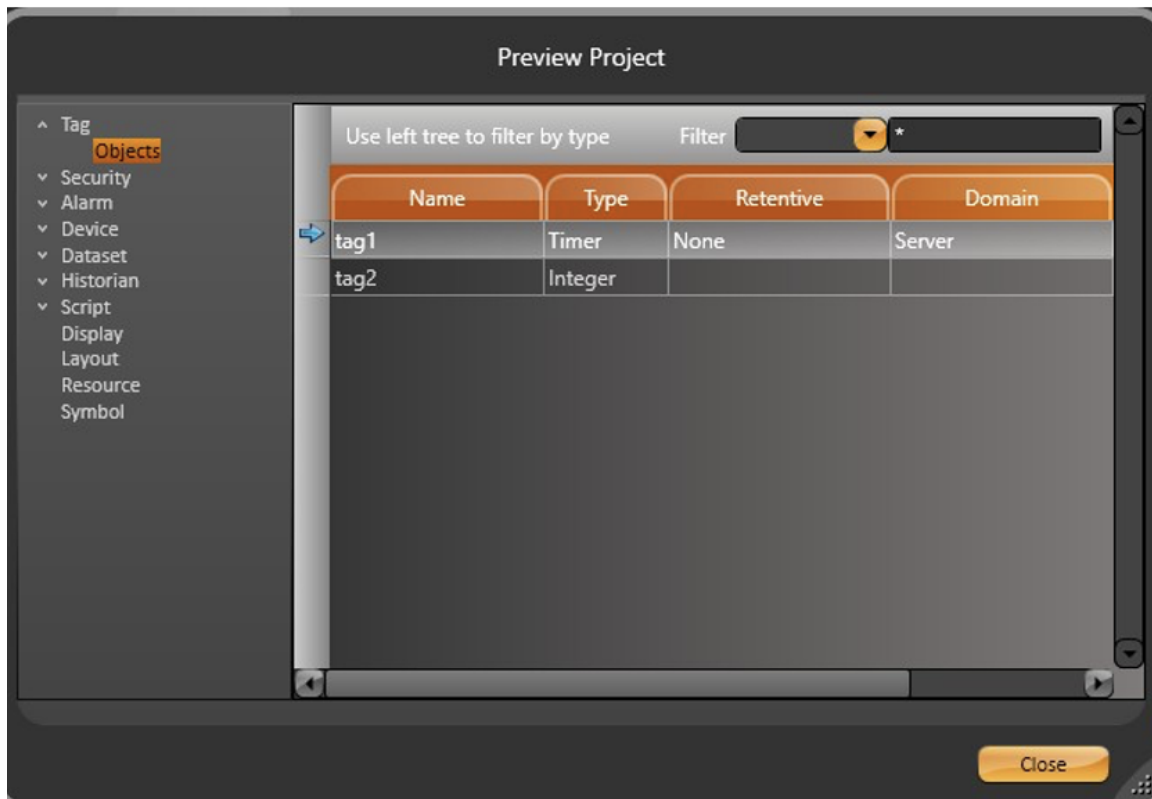 Preview Project
Tag
Objects
Security
Alarm
Device
Dataset
Historian
Script
Display
Layout
Resource
Symbol
Use left tree to filter by type Filter *
Name Type Retentive Domain
tag1 Timer None Server
tag2 Integer
Close